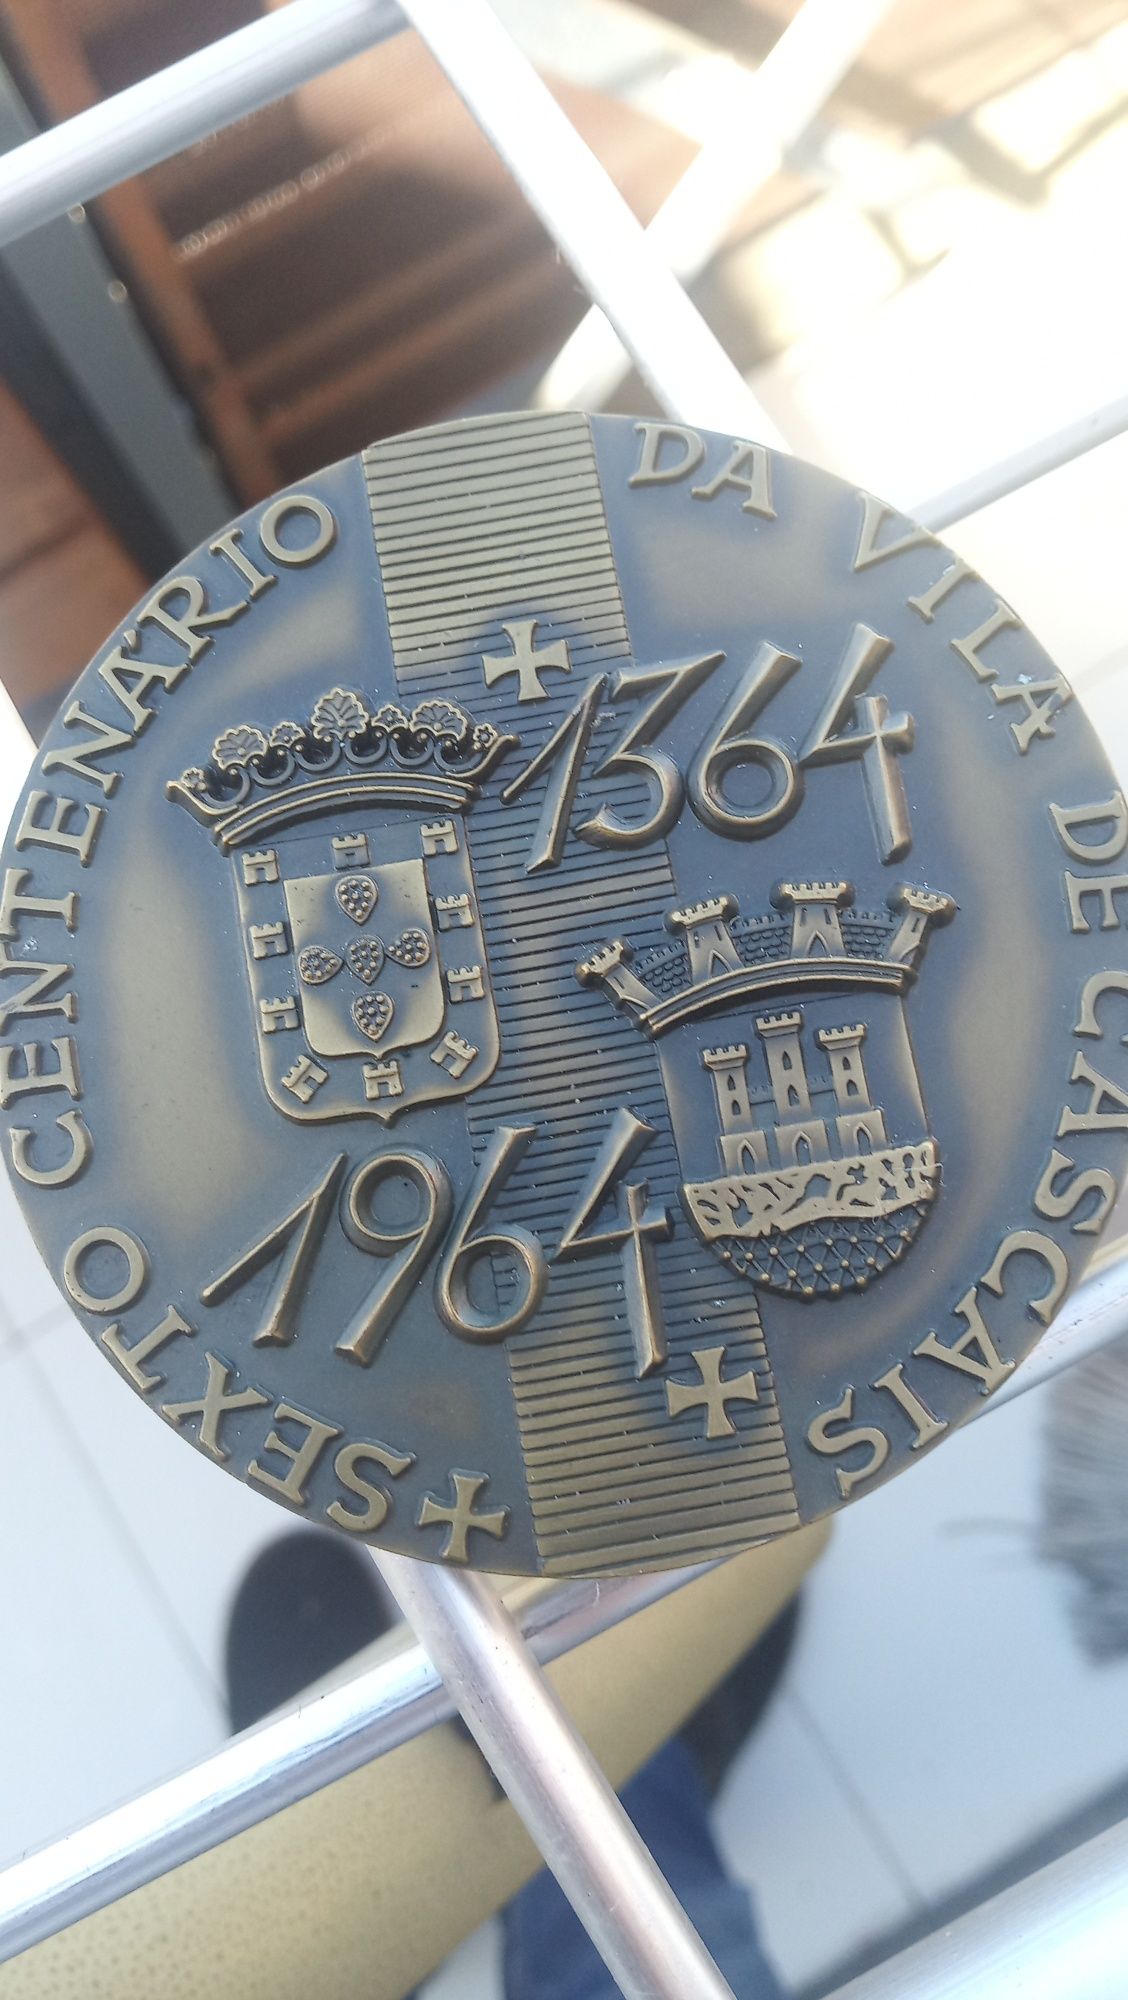 SEXTO CENTENÁRIO DA VILA DE CASCAIS
1364
1964